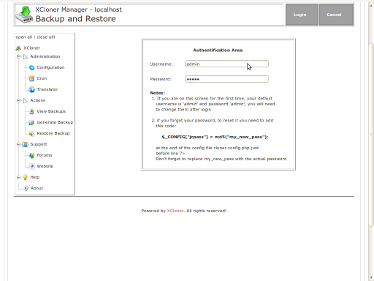 XCloner Manager - localhost
Backup and Restore
Login
Cancel
open all | close all
XCloner
Administration
Configuration
Cron
Translator
Actions
View Backups
Generate Backup
Restore Backup
Support
Forums
Website
Help
About
Authentification Area
Username: admin
Password: •••••
Notes:
1. If you are on this screen for the first time, your default
username is 'admin' and password 'admin', you will need
to change them after login
2. If you forget your password, to reset it you need to add
this code:
$_CONFIG["jcpass"] = md5("my_new_pass");
at the end of the config file cloner.config.php just
before line ?>
Don't forget to replace my_new_pass with the actual password
Powered by XCloner. All rights reserved!